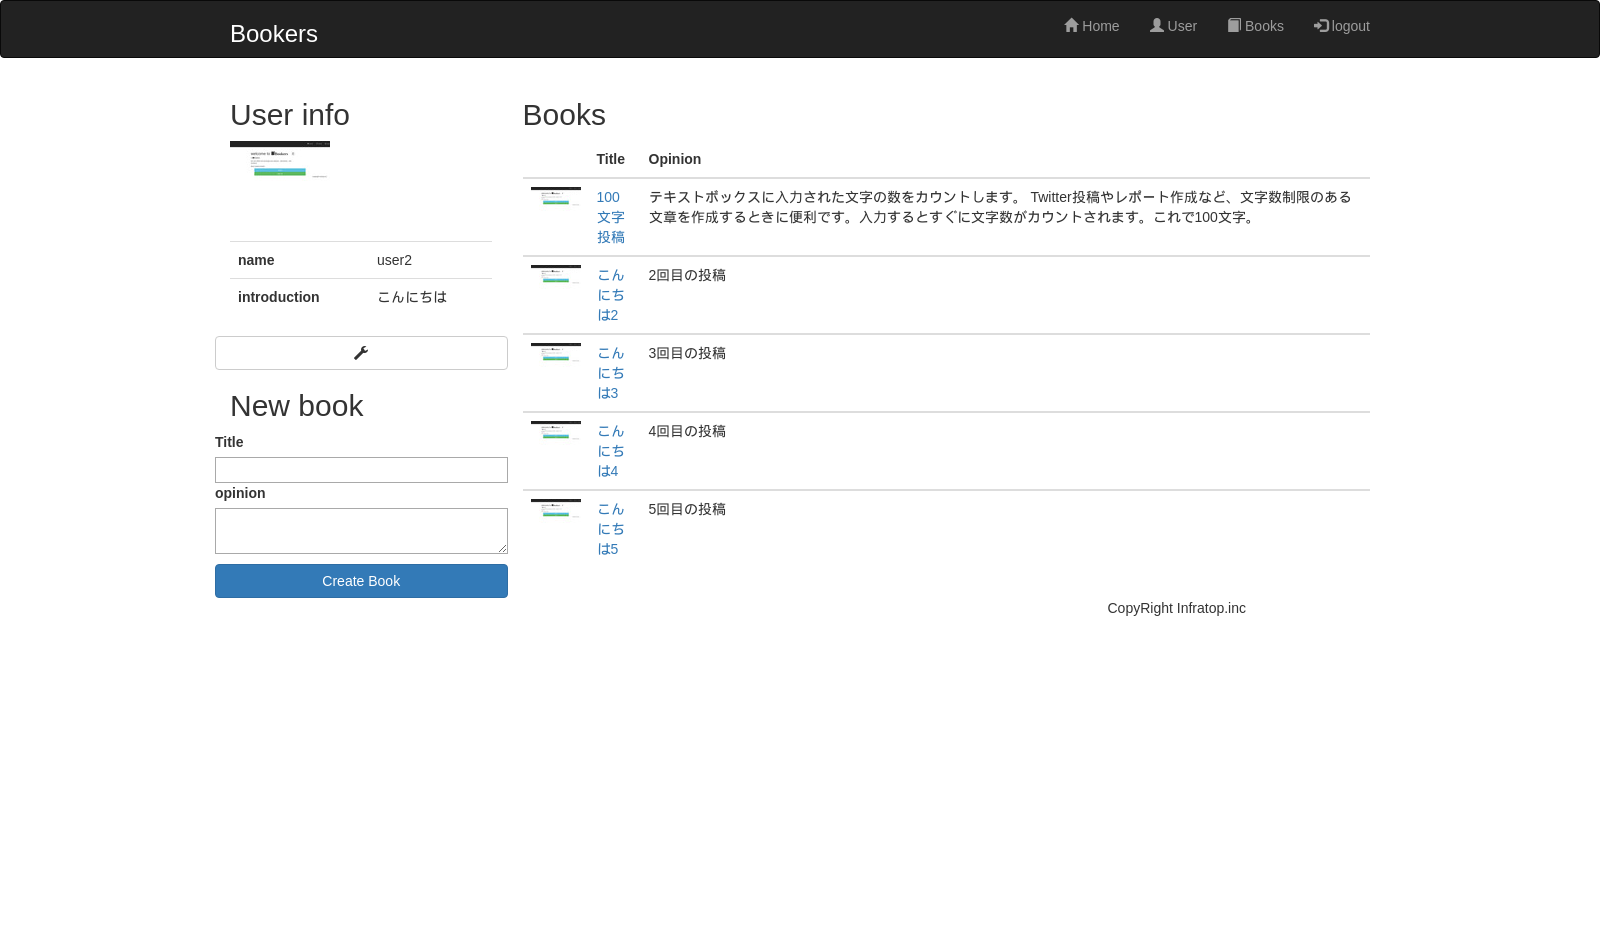 Bookers
Home
User
Books
logout
User info
name
user2
introduction
こんにちは
New book
Title
opinion
Create Book
Books
Title
Opinion
100
文字
投稿
テキストボックスに入力された文字の数をカウントします。 Twitter投稿やレポート作成など、文字数制限のある
文章を作成するときに便利です。入力するとすぐに文字数がカウントされます。これで100文字。
こん
にち
は2
2回目の投稿
こん
にち
は3
3回目の投稿
こん
にち
は4
4回目の投稿
こん
にち
は5
5回目の投稿
CopyRight Infratop.inc